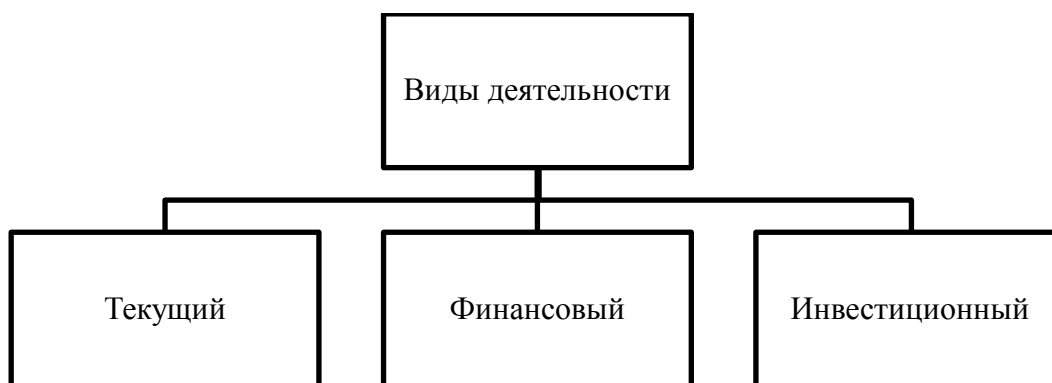 Виды деятельности
Текущий
Финансовый
Инвестиционный